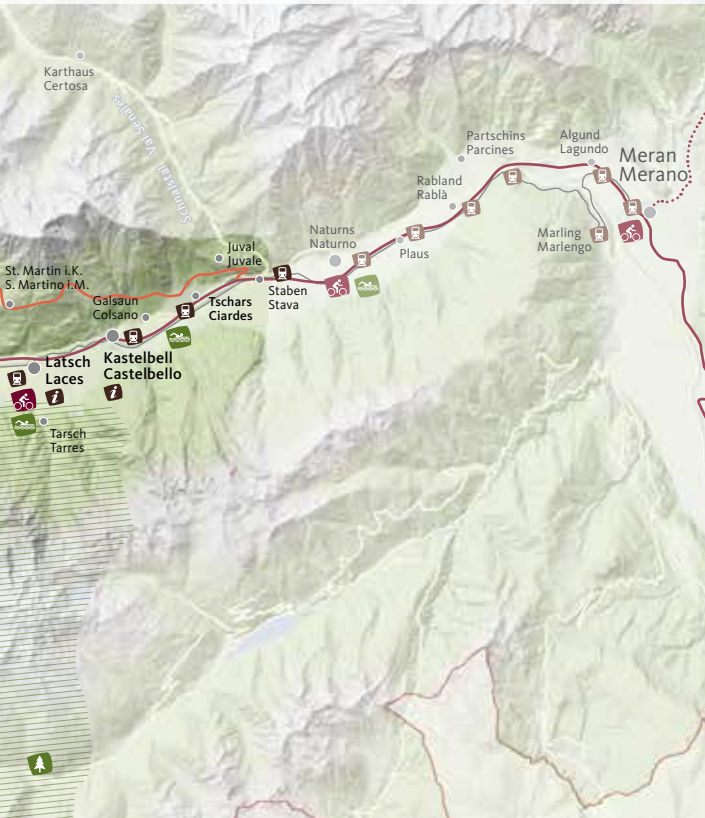 Karthaus
Certosa
Schnalstal Val Senales
Partschins
Parcines
Algund
Lagundo
Meran
Merano
Rabland
Rablà
Marling
Marlengo
Naturns
Naturno
Plaus
Juval
Juvale
St. Martin i.K.
S. Martino i.M.
Staben
Stava
Galsaun
Colsano
Tschars
Ciardes
Latsch
Laces
Kastelbell
Castelbello
i
i
Tarsch
Tarres